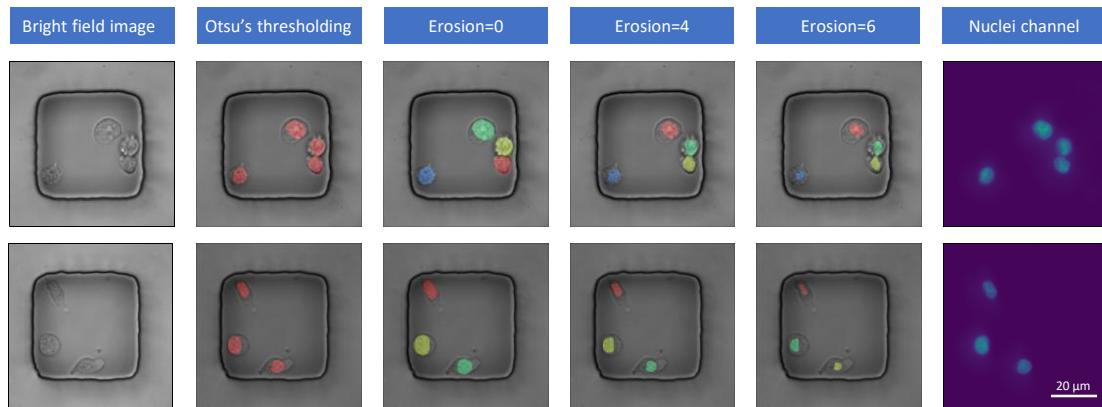 Bright field image
Otsu's thresholding
Erosion=0
Erosion=4
Erosion=6
Nuclei channel
20 µm